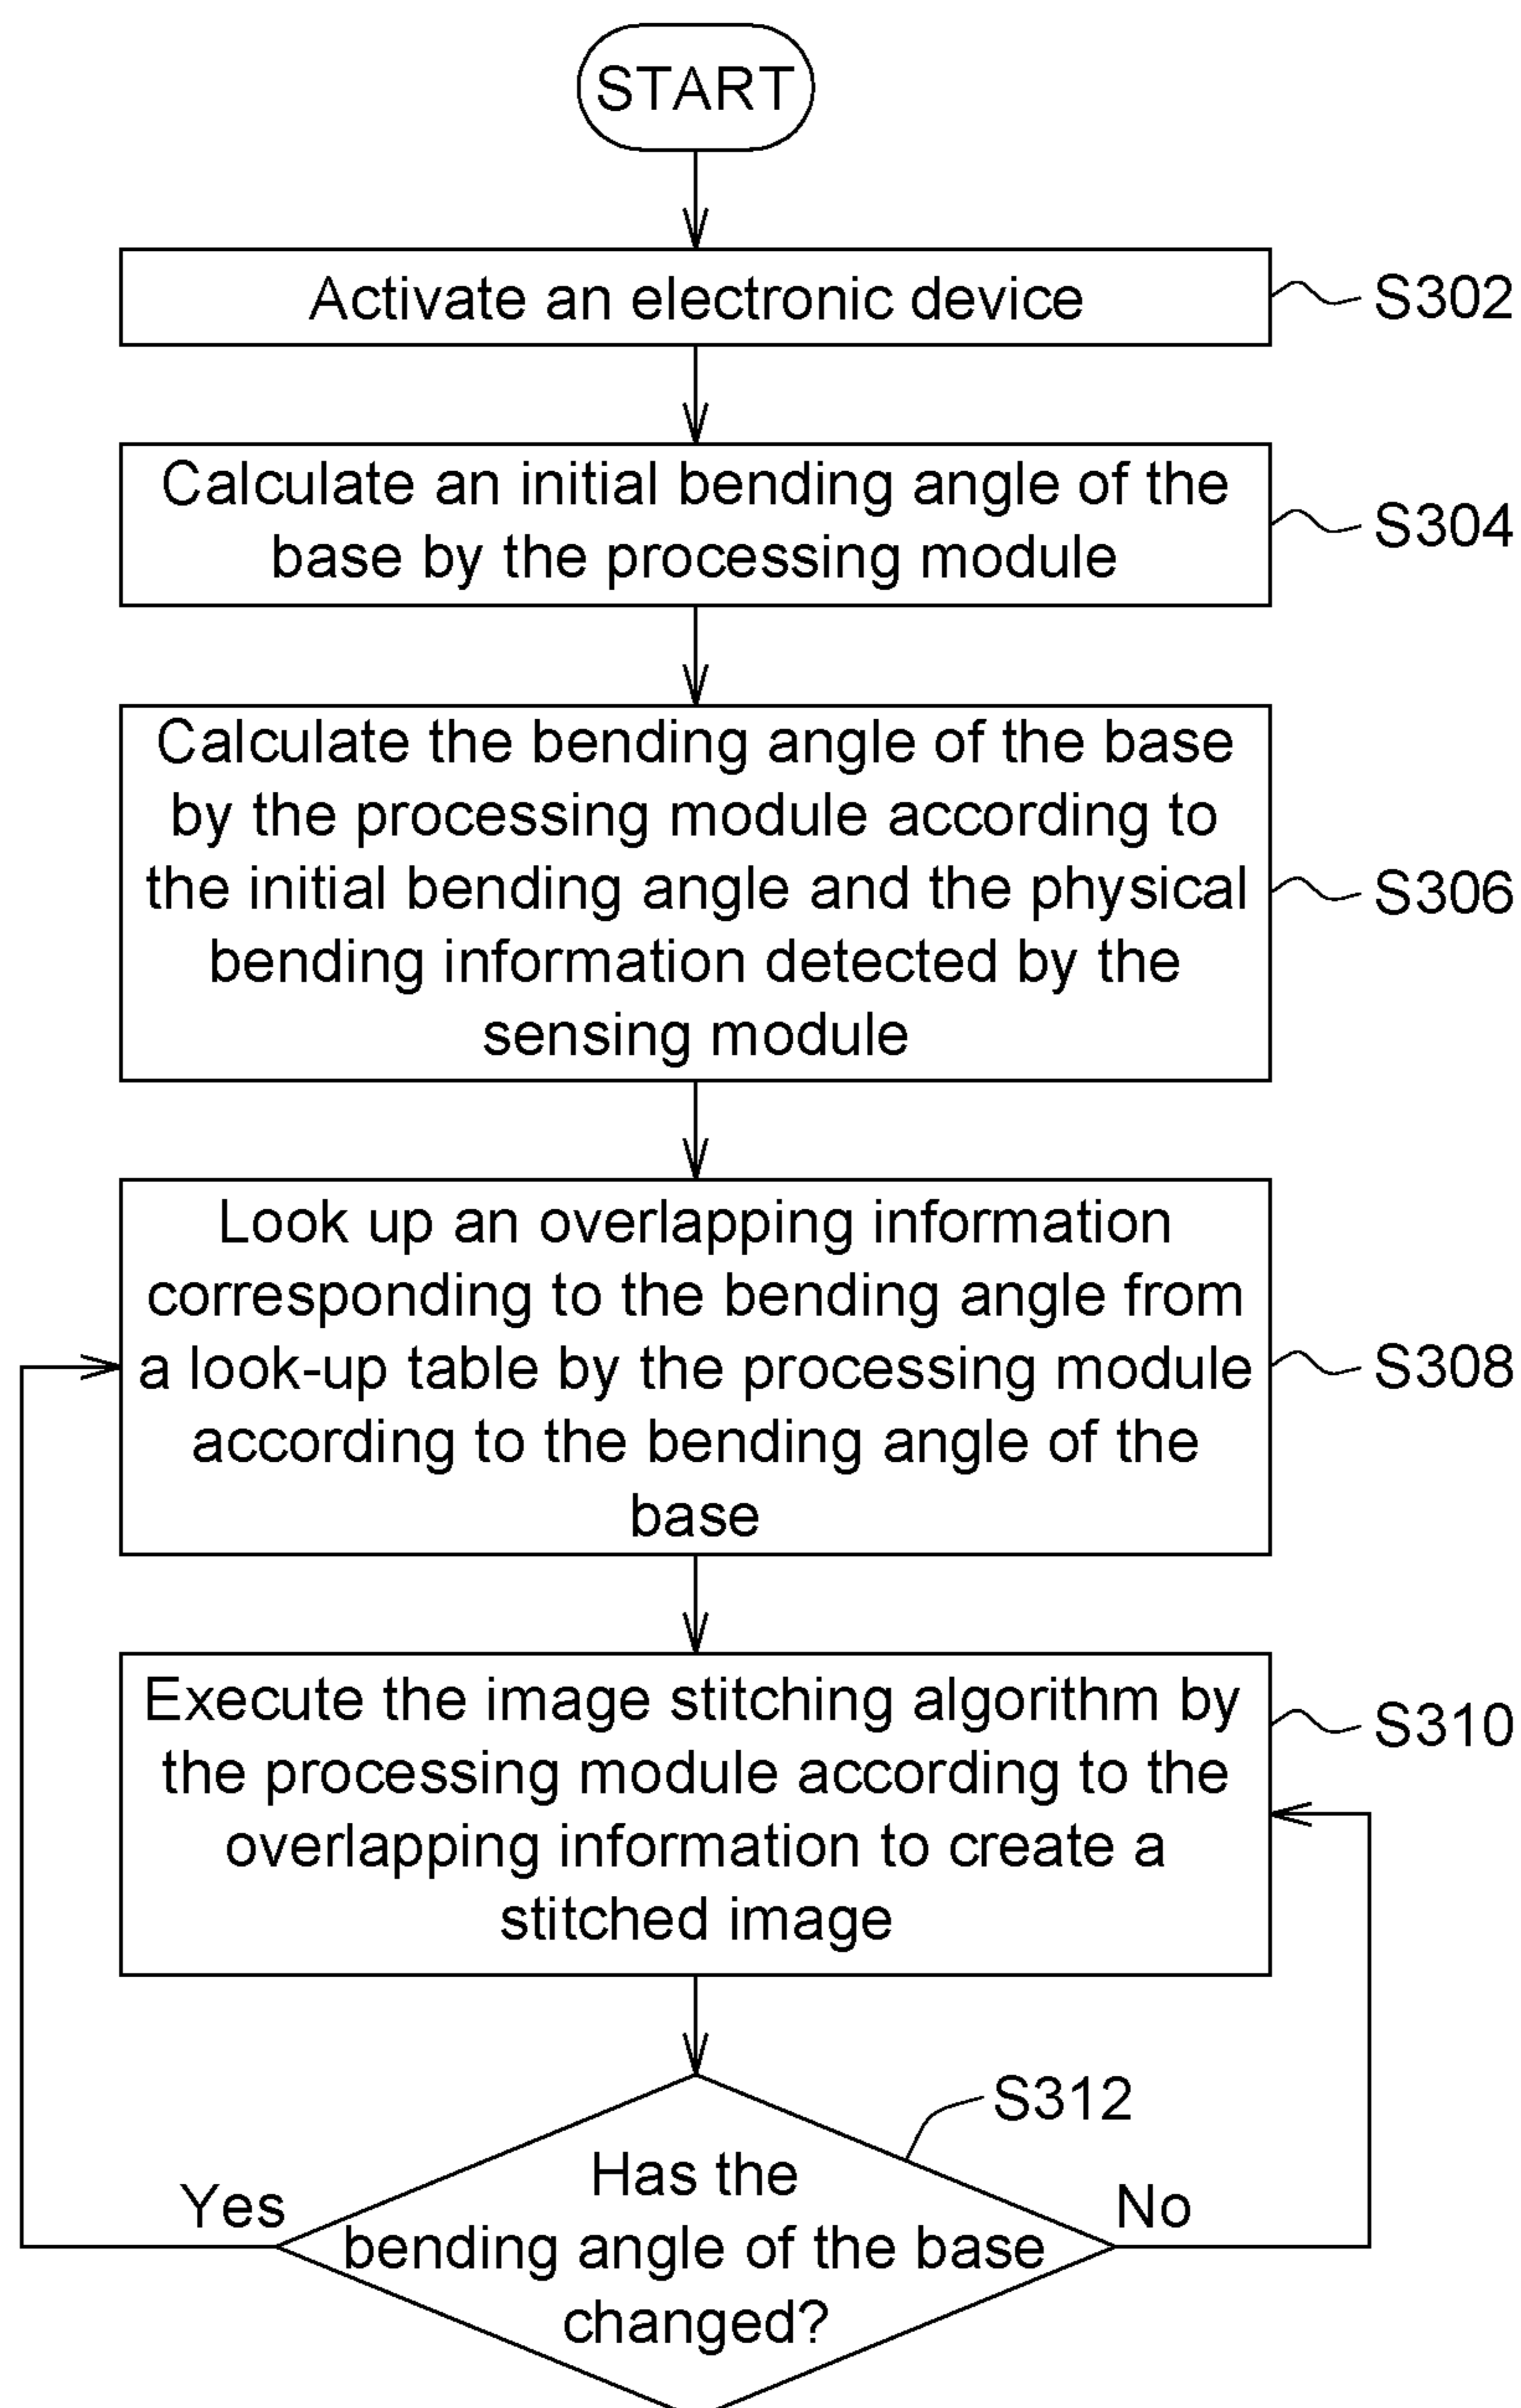 START
Activate an electronic device
S302
Calculate an initial bending angle of the
base by the processing module
S304
Calculate the bending angle of the base
by the processing module according to
the initial bending angle and the physical
bending information detected by the
sensing module
S306
Look up an overlapping information
corresponding to the bending angle from
a look-up table by the processing module
according to the bending angle of the
base
S308
Execute the image stitching algorithm by
the processing module according to the
overlapping information to create a
stitched image
S310
S312
Has the
bending angle of the base
changed?
Yes
No